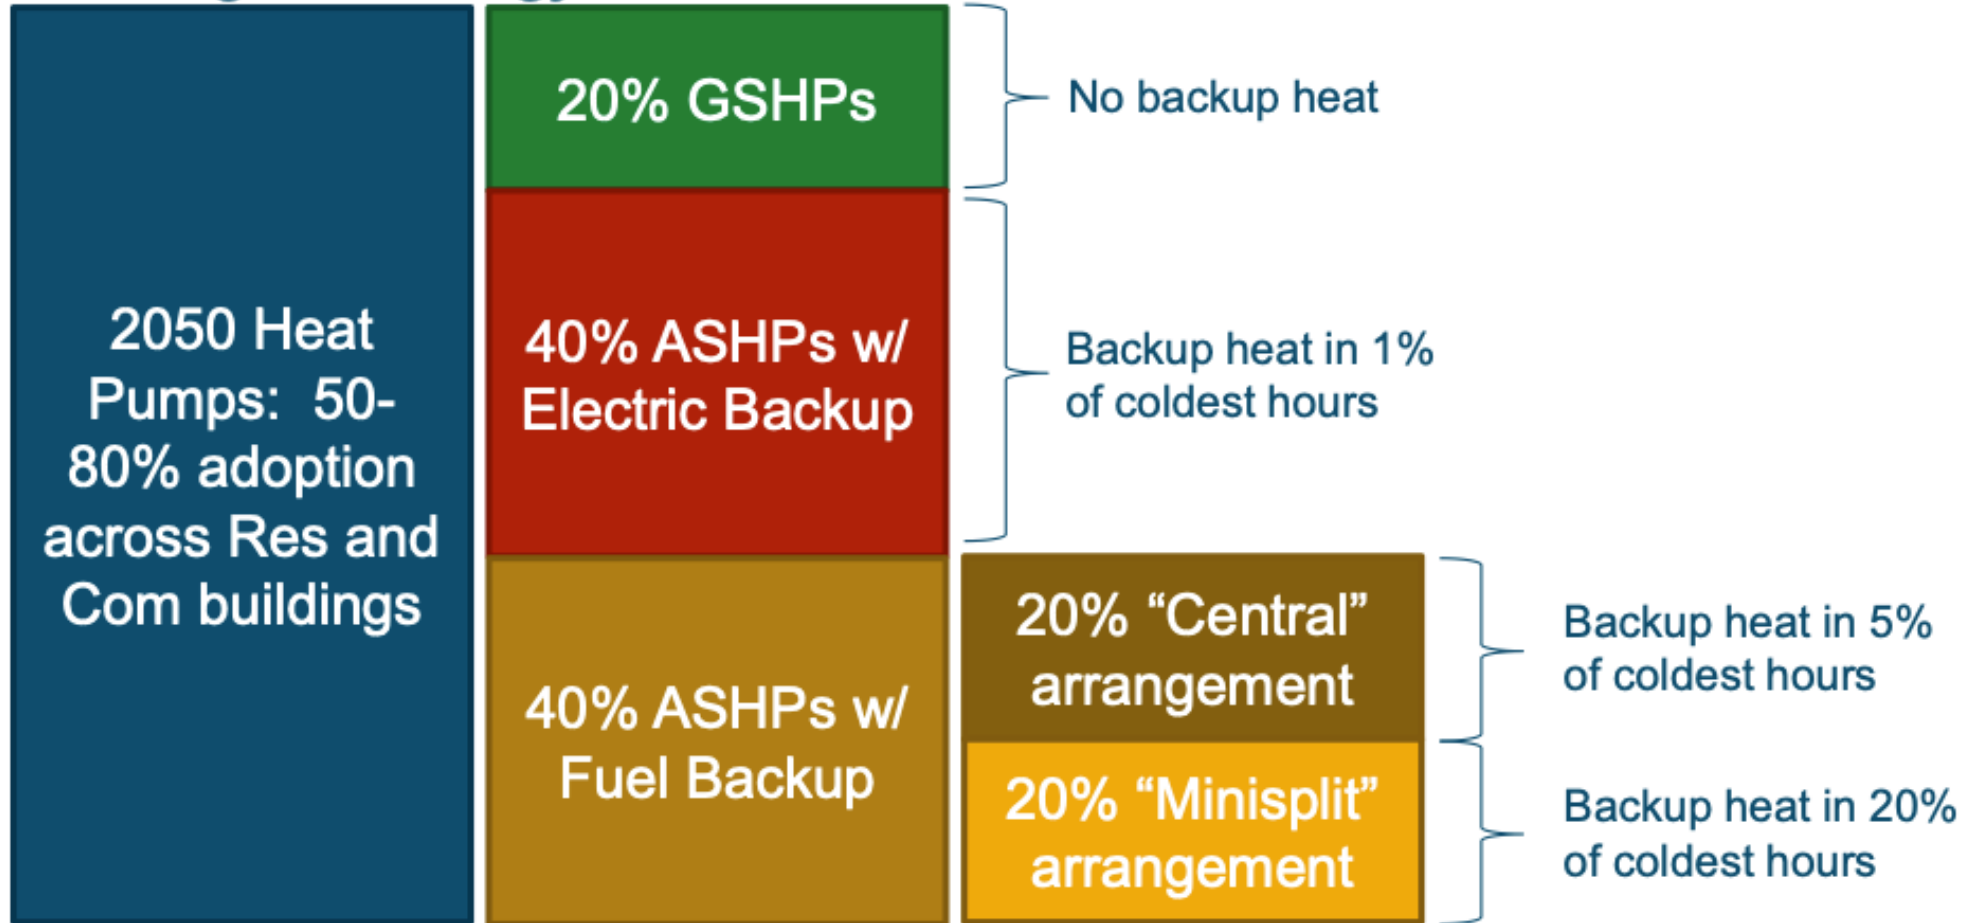 2050 Heat
Pumps:  50-
80% adoption
across Res and
Com buildings
20% GSHPs
No backup heat
40% ASHPs w/
Electric Backup
Backup heat in 1%
of coldest hours
40% ASHPs w/
Fuel Backup
20% “Central”
arrangement
Backup heat in 5%
of coldest hours
20% “Minisplit”
arrangement
Backup heat in 20%
of coldest hours